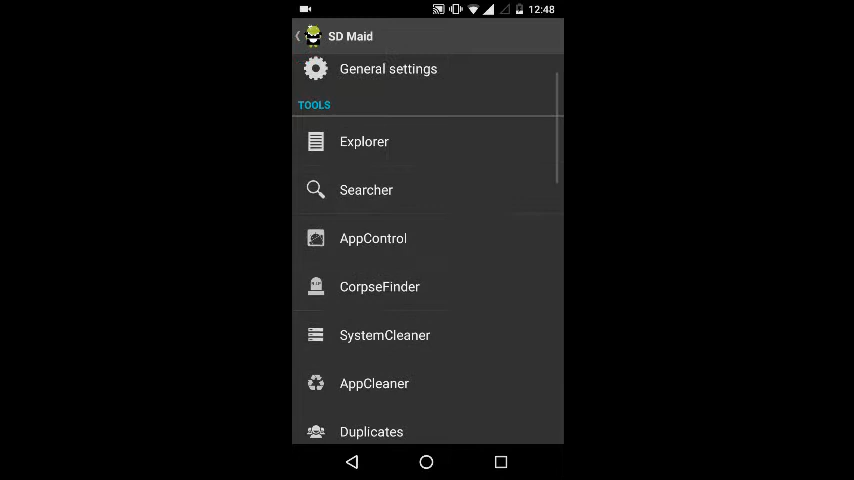 12:48
SD Maid
General settings
TOOLS
Explorer
Searcher
AppControl
CorpseFinder
SystemCleaner
AppCleaner
Duplicates